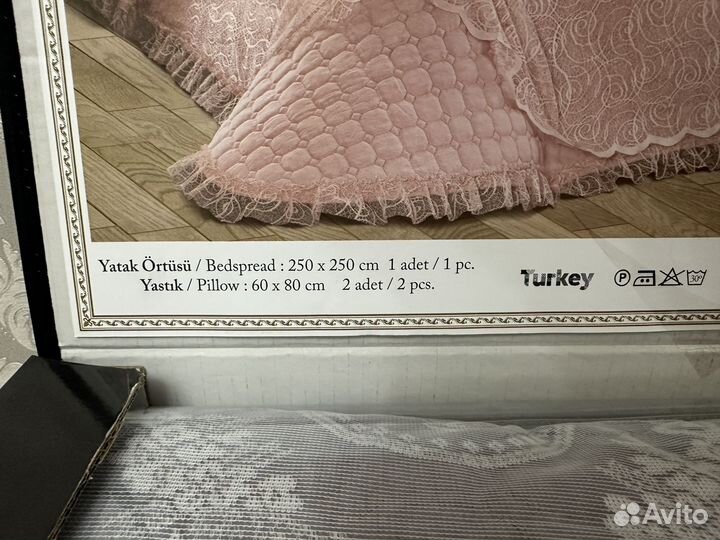 Yatak Örtüsü / Bedspread : 250 x 250 cm 1 adet / 1 pc.
Yastık / Pillow : 60 x 80 cm 2 adet / 2 pcs.
Turkey
P 30°
Avito